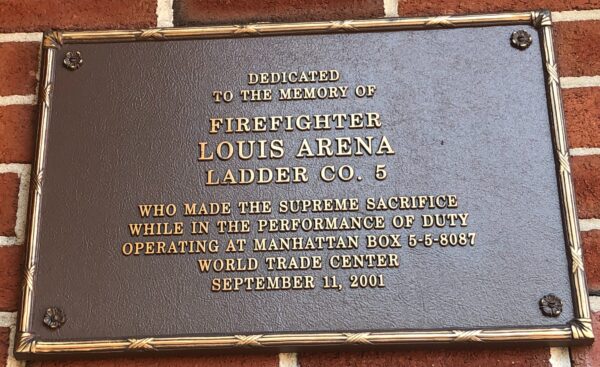 DEDICATED
TO THE MEMORY OF
FIREFIGHTER
LOUIS ARENA
LADDER CO. 5
WHO MADE THE SUPREME SACRIFICE
WHILE IN THE PERFORMANCE OF DUTY
OPERATING AT MANHATTAN BOX 5-5-8087
WORLD TRADE CENTER
SEPTEMBER 11, 2001